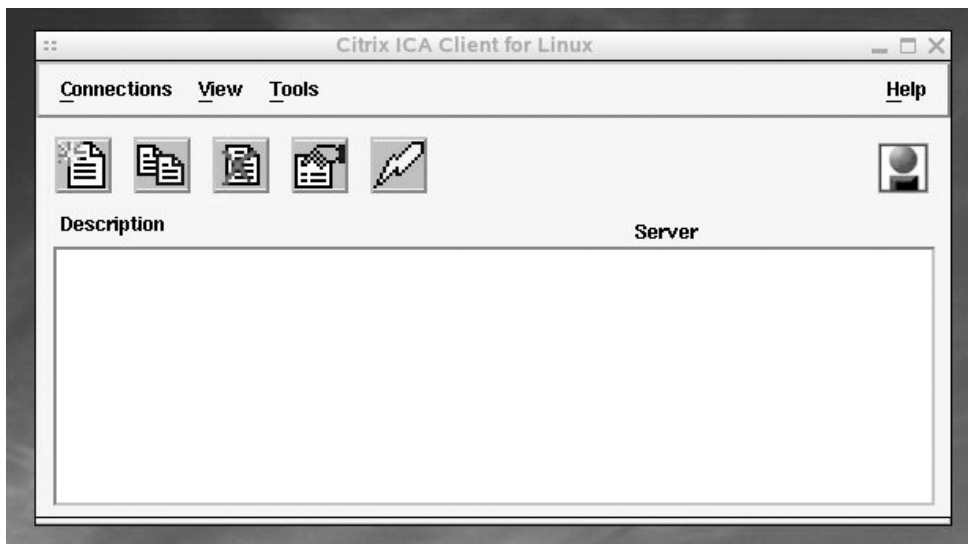 Citrix ICA Client for Linux
Connections View Tools Help
Description Server